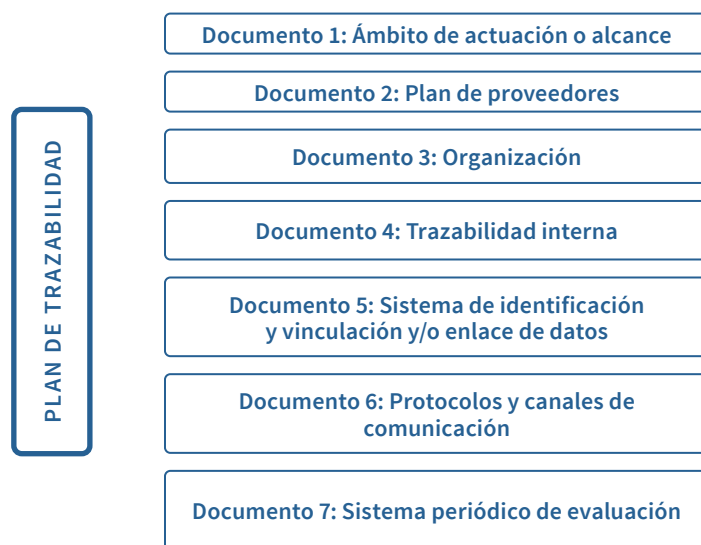 PLAN DE TRAZABILIDAD
Documento 1: Ámbito de actuación o alcance
Documento 2: Plan de proveedores
Documento 3: Organización
Documento 4: Trazabilidad interna
Documento 5: Sistema de identificación
y vinculación y/o enlace de datos
Documento 6: Protocolos y canales de
comunicación
Documento 7: Sistema periódico de evaluación